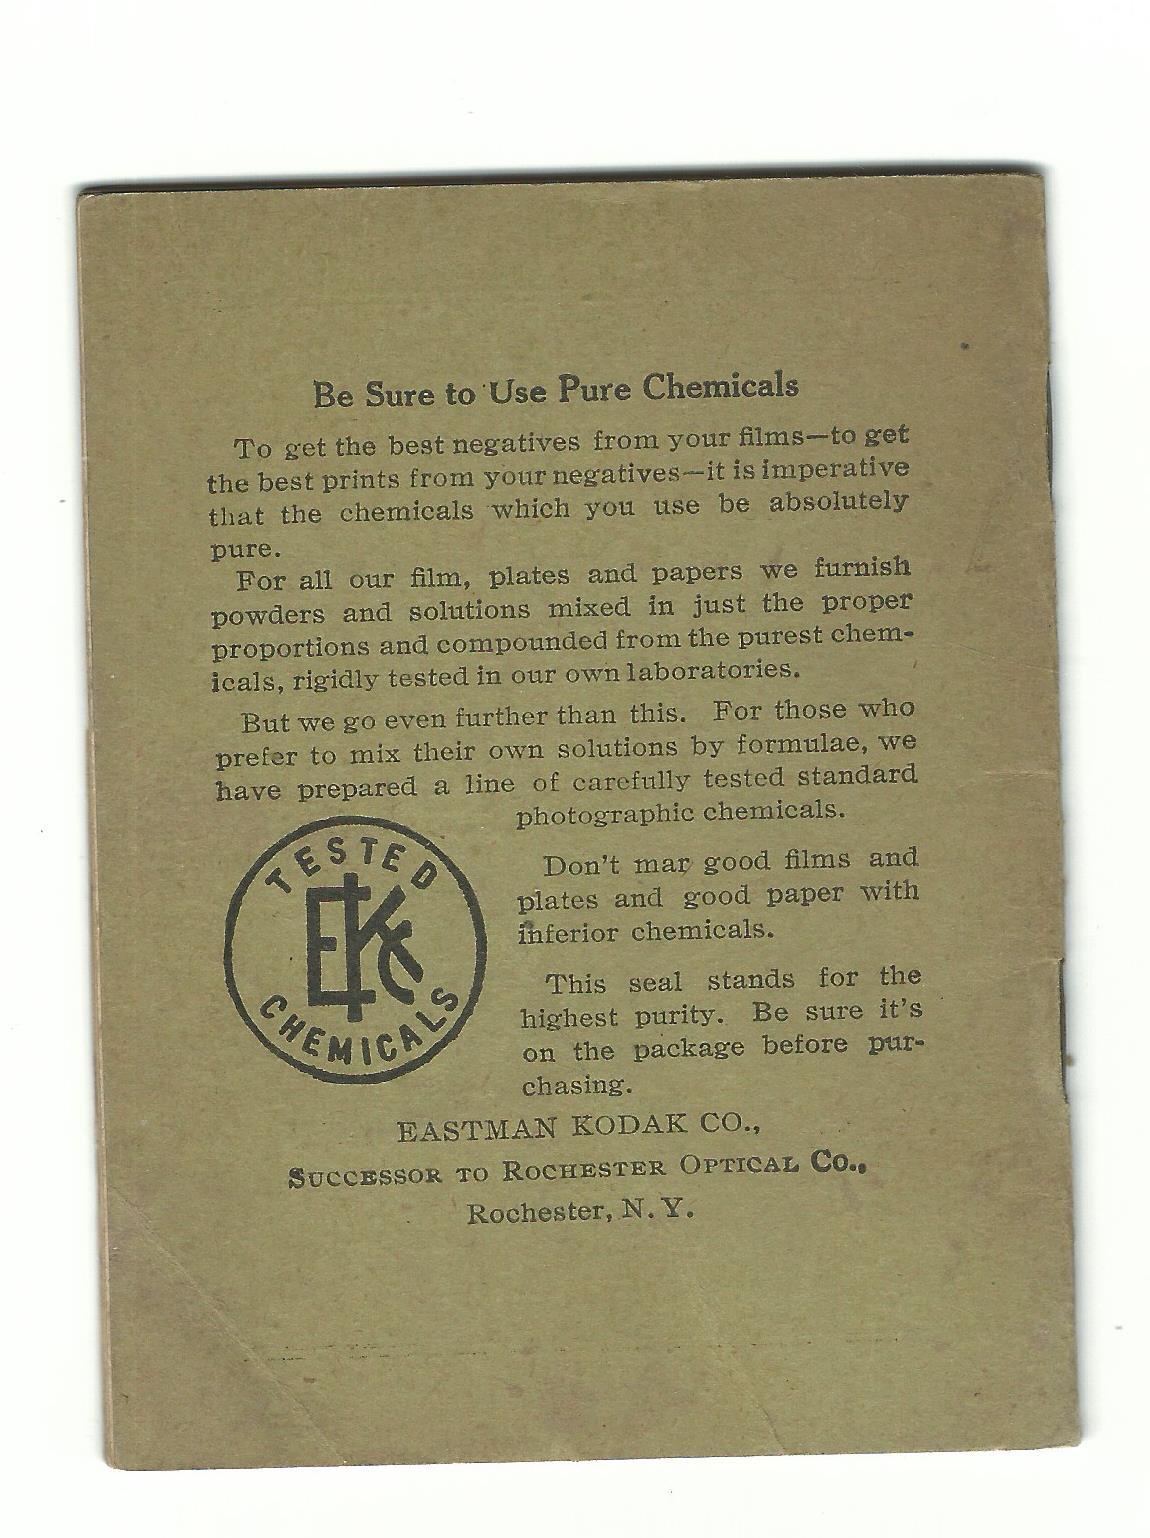 Be Sure to Use Pure Chemicals
To get the best negatives from your films—to get
the best prints from your negatives—it is imperative
that the chemicals which you use be absolutely
pure.
For all our film, plates and papers we furnish
powders and solutions mixed in just the proper
proportions and compounded from the purest chem-
icals, rigidly tested in our own laboratories.
But we go even further than this. For those who
prefer to mix their own solutions by formulae, we
have prepared a line of carefully tested standard
photographic chemicals.
TESTED
EKC
CHEMICALS
Don't mar good films and
plates and good paper with
inferior chemicals.
This seal stands for the
highest purity. Be sure it's
on the package before pur-
chasing.
EASTMAN KODAK CO.,
SUCCESSOR TO ROCHESTER OPTICAL CO.,
Rochester, N. Y.